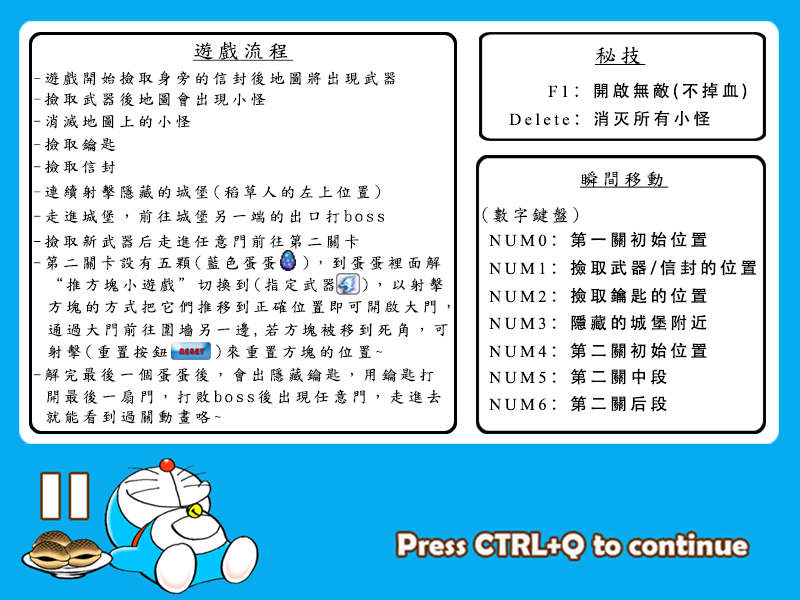 遊戲流程
-遊戲開始撿取身旁的信封後地圖將出現武器
-撿取武器後地圖會出現小怪
-消滅地圖上的小怪
-撿取鑰匙
-撿取信封
-連續射擊隱藏的城堡(稻草人的左上位置)
-走進城堡，前往城堡另一端的出口打boss
-撿取新武器后走進任意門前往第二關卡
-第二關卡設有五顆(藍色蛋蛋)，到蛋蛋裡面解
“推方塊小遊戲”切換到(指定武器)，以射擊
方塊的方式把它們推移到正確位置即可開啟大門，
通過大門前往圍墻另一邊,若方塊被移到死角，可
射擊(重置按鈕RESET)來重置方塊的位置~
-解完最後一個蛋蛋後，會出隱藏鑰匙，用鑰匙打
開最後一扇門，打敗boss後出現任意門，走進去
就能看到過關動畫咯~
秘技
F1: 開啟無敵(不掉血)
Delete: 消灭所有小怪
瞬間移動
(數字鍵盤)
NUM0: 第一關初始位置
NUM1: 撿取武器/信封的位置
NUM2: 撿取鑰匙的位置
NUM3: 隱藏的城堡附近
NUM4: 第二關初始位置
NUM5: 第二關中段
NUM6: 第二關后段
Press CTRL+Q to continue